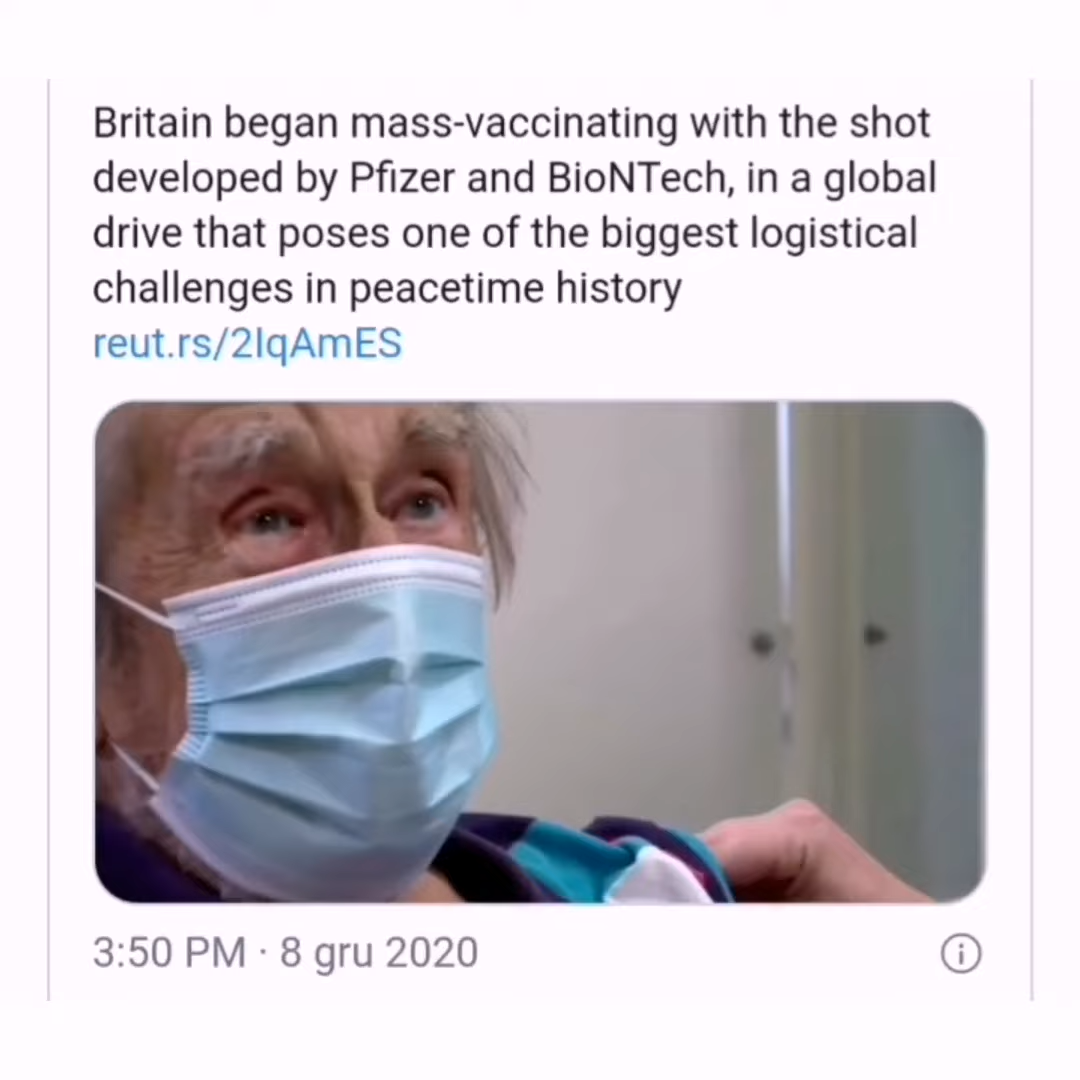 Britain began mass-vaccinating with the shot
developed by Pfizer and BioNTech, in a global
drive that poses one of the biggest logistical
challenges in peacetime history
reut.rs/2IqAmES
3:50 PM · 8 gru 2020